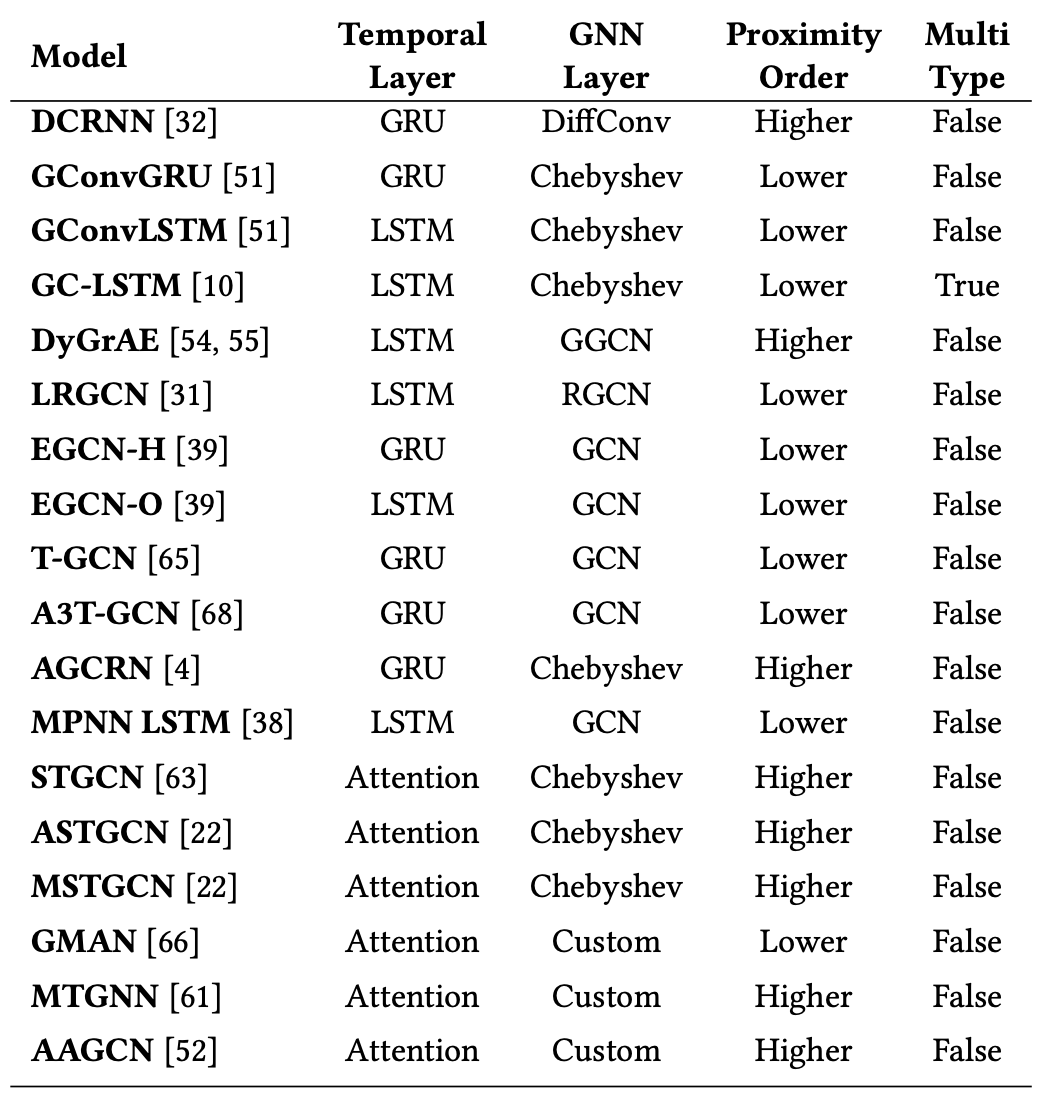 Model Temporal Layer GNN Layer Proximity Order Multi Type
DCRNN [32] GRU DiffConv Higher False
GConvGRU [51] GRU Chebyshev Lower False
GConvLSTM [51] LSTM Chebyshev Lower False
GC-LSTM [10] LSTM Chebyshev Lower True
DyGrAE [54, 55] LSTM GGCN Higher False
LRGCN [31] LSTM RGCN Lower False
EGCN-H [39] GRU GCN Lower False
EGCN-O [39] LSTM GCN Lower False
T-GCN [65] GRU GCN Lower False
A3T-GCN [68] GRU GCN Lower False
AGCRN [4] GRU Chebyshev Higher False
MPNN LSTM [38] LSTM GCN Lower False
STGCN [63] Attention Chebyshev Higher False
ASTGCN [22] Attention Chebyshev Higher False
MSTGCN [22] Attention Chebyshev Higher False
GMAN [66] Attention Custom Lower False
MTGNN [61] Attention Custom Higher False
AAGCN [52] Attention Custom Higher False